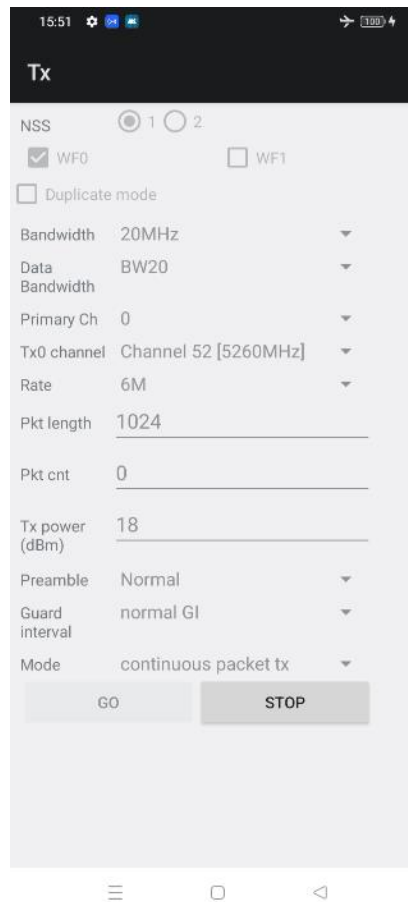 15:51 100
Tx
NSS 1 2
WF0 WF1
Duplicate mode
Bandwidth 20MHz
Data
Bandwidth BW20
Primary Ch 0
Tx0 channel Channel 52 [5260MHz]
Rate 6M
Pkt length 1024
Pkt cnt 0
Tx power
(dBm) 18
Preamble Normal
Guard
interval normal GI
Mode continuous packet tx
GO STOP